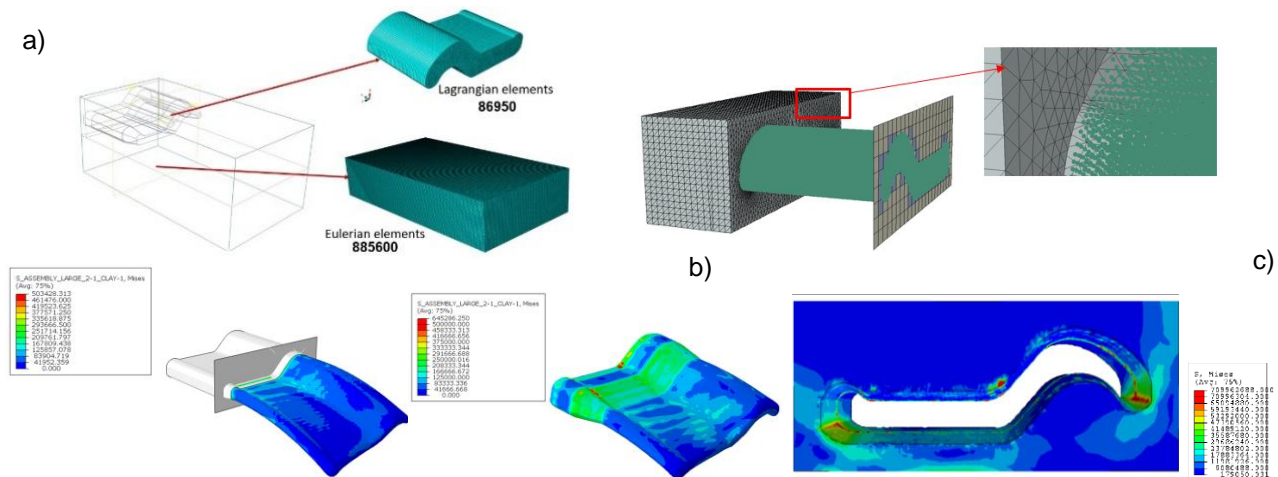 a)
Lagrangian elements
86950
Eulerian elements
885600
b)
c)
S_ASSEMBLY_LARGE_2-1_CLAY-1, Mises
(Avg: 75%)
503428.313
461476.000
419523.625
377571.250
335618.875
293666.500
251714.156
209761.797
167809.438
125857.078
83904.719
41952.359
0.000
S_ASSEMBLY_LARGE_2-1_CLAY-1, Mises
(Avg: 75%)
645286.250
500000.000
458333.313
416666.656
375000.000
333333.344
291666.688
250000.016
208333.344
166666.672
125000.000
83333.336
41666.668
0.000
S, Mises
(Avg: 75%)